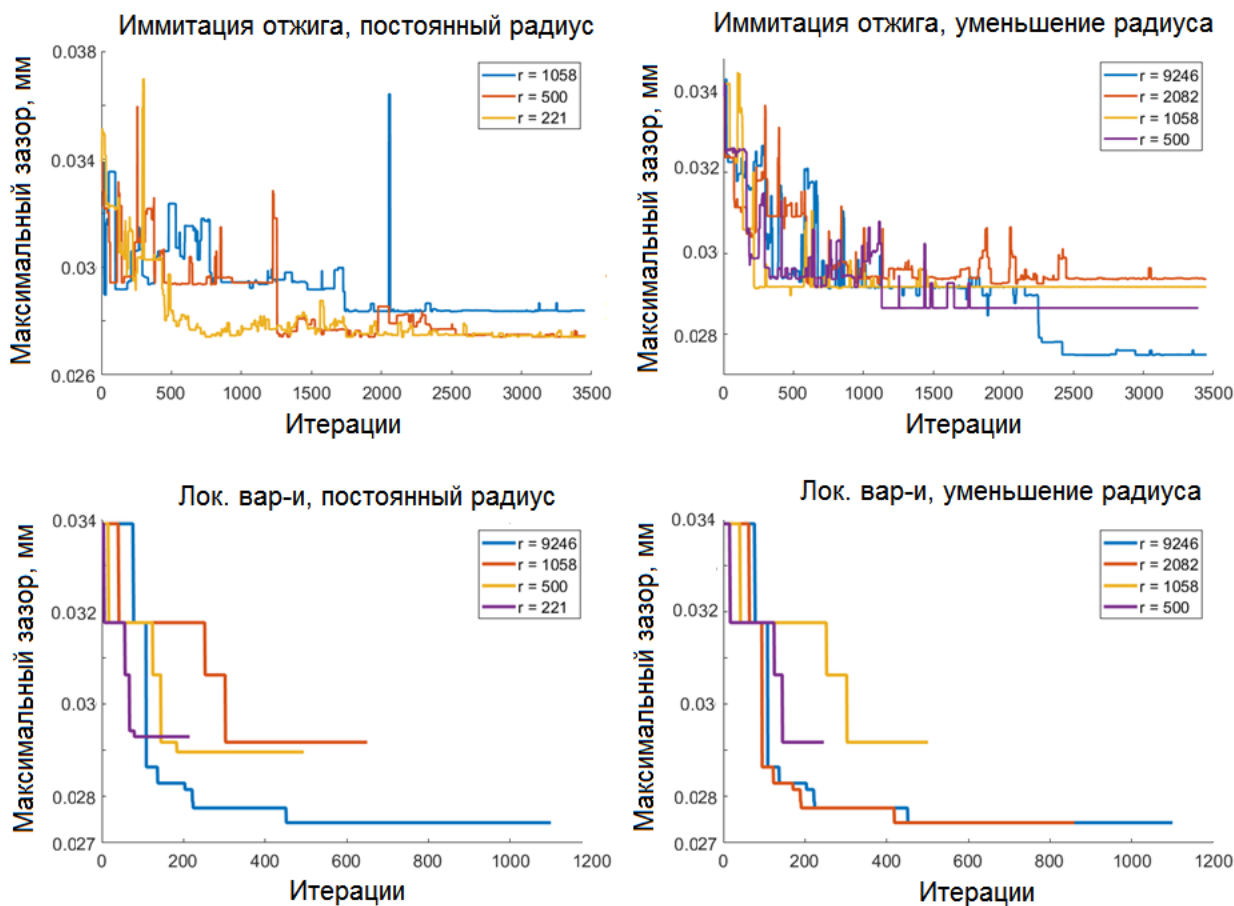 Иммитация отжига, постоянный радиус
Максимальный зазор, мм
0.038
0.034
0.03
0.026
r = 1058
r = 500
r = 221
0 500 1000 1500 2000 2500 3000 3500
Итерации
Иммитация отжига, уменьшение радиуса
Максимальный зазор, мм
0.034
0.032
0.03
0.028
r = 9246
r = 2082
r = 1058
r = 500
0 500 1000 1500 2000 2500 3000 3500
Итерации
Лок. вар-и, постоянный радиус
Максимальный зазор, мм
0.034
0.032
0.03
0.028
0.027
r = 9246
r = 1058
r = 500
r = 221
0 200 400 600 800 1000 1200
Итерации
Лок. вар-и, уменьшение радиуса
Максимальный зазор, мм
0.034
0.032
0.03
0.028
0.027
r = 9246
r = 2082
r = 1058
r = 500
0 200 400 600 800 1000 1200
Итерации